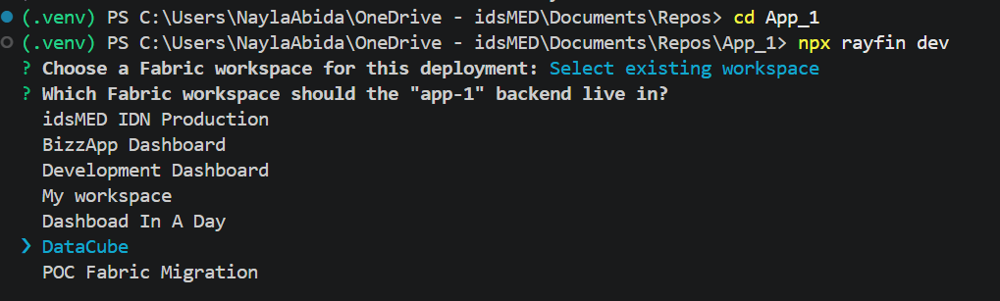 (.venv) PS C:\Users\NaylaAbida\OneDrive - idsMED\Documents\Repos> cd App_1
(.venv) PS C:\Users\NaylaAbida\OneDrive - idsMED\Documents\Repos\App_1> npx rayfin dev
? Choose a Fabric workspace for this deployment: Select existing workspace
? Which Fabric workspace should the "app-1" backend live in?
idsMED IDN Production
BizzApp Dashboard
Development Dashboard
My workspace
Dashboad In A Day
❯ DataCube
POC Fabric Migration